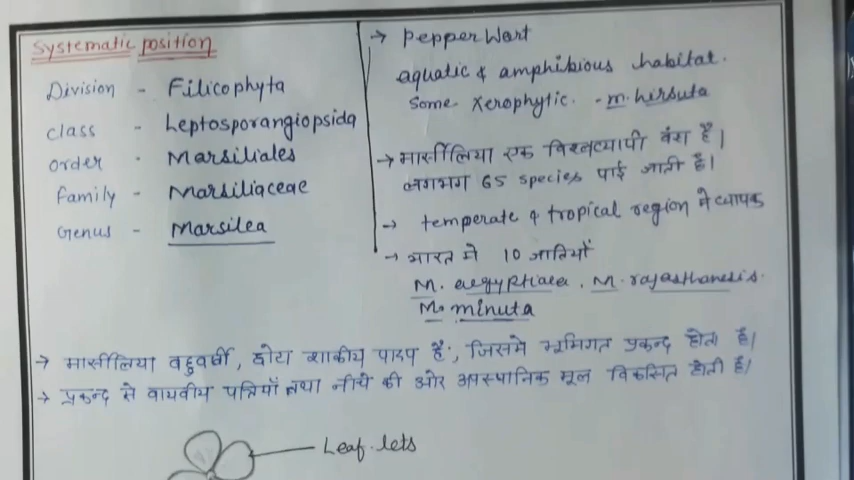 Systematic position
Division - Filicophyta
class - Leptosporangiopsida
order - Marsiliales
family - Marsiliaceae
Genus - Marsilea
→ Pepper Wort
aquatic & amphibious habitat.
Some Xerophytic. - m. hirsuta
→ मार्सीलिया एक विश्वव्यापी वंश है।
लगभग 65 species पाई जाती है।
→ temperate & tropical region मे व्यापक
→ भारत मे 10 जातियाँ
M. aegyptiaca, M. rajasthanesis.
M. minuta
→ मार्सीलिया बहुवर्षी, छोटा शाकीय पादप है, जिसमे भूमिगत प्रकन्द होता है।
→ प्रकन्द से वायवीय पत्तियाँ तथा नीचे की ओर अपस्थानिक मूल विकसित होती है।
Leaf.lets